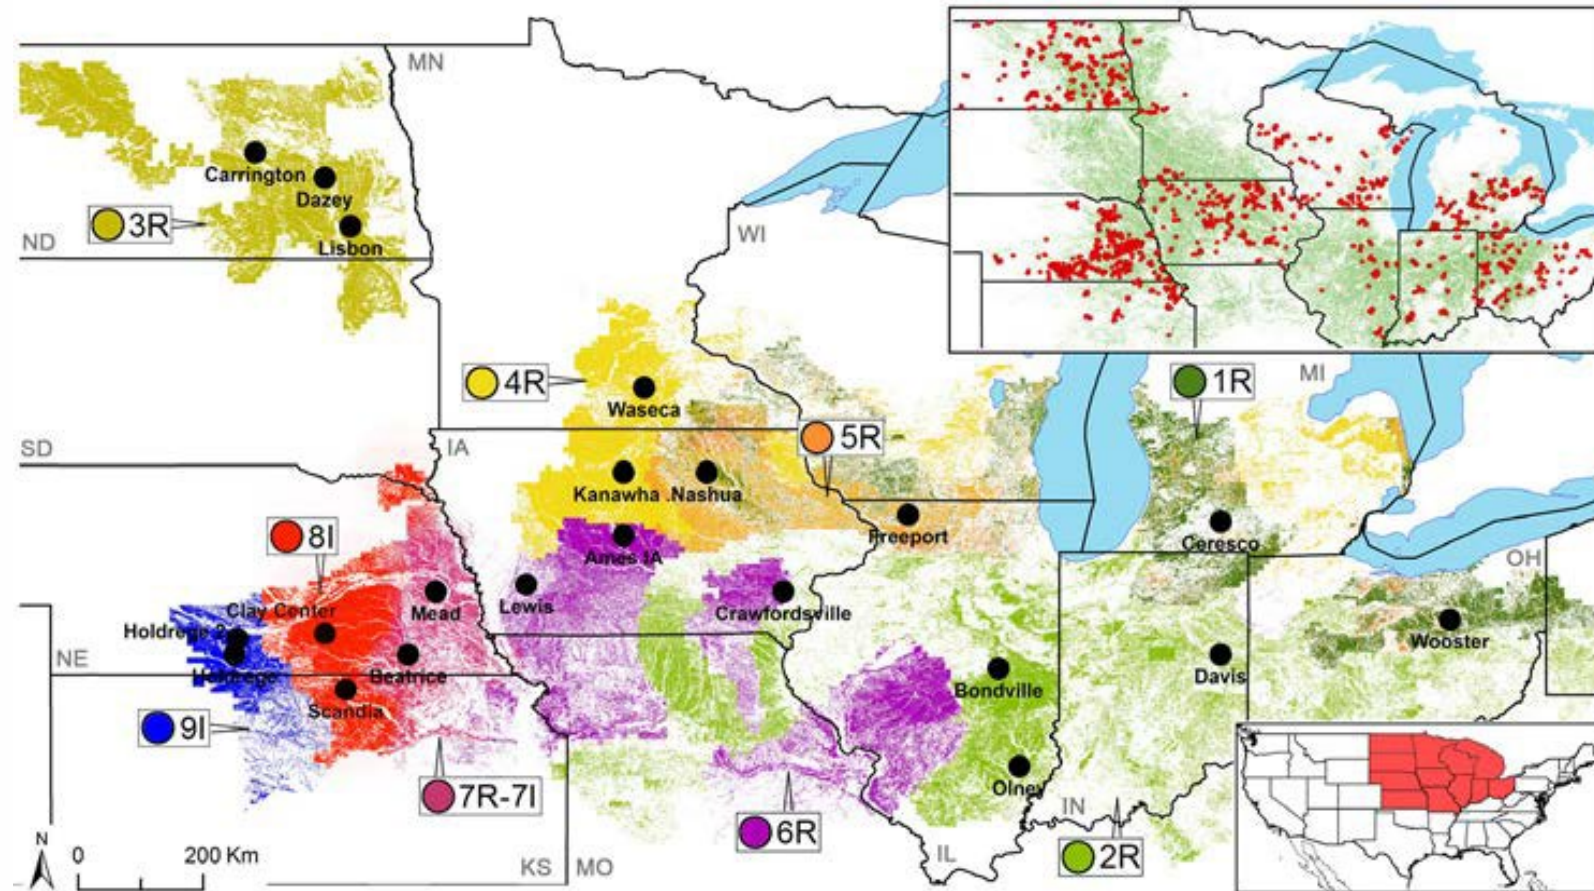 MN
Carrington
Dazey
3R
Lisbon
ND
WI
4R
1R
MI
Waseca
5R
SD
IA
Kanawha .Nashua
8I
Freeport
Ceresco
Ames IA
OH
Clay Center
Mead
Lewis
Crawfordsville
Holdrege 2
Wooster
NE
Holdrege
Beatrice
Bondville
Davis
Scandia
9I
Olney
7R-7I
IN
6R
2R
N
0
200 Km
KS
MO
IL